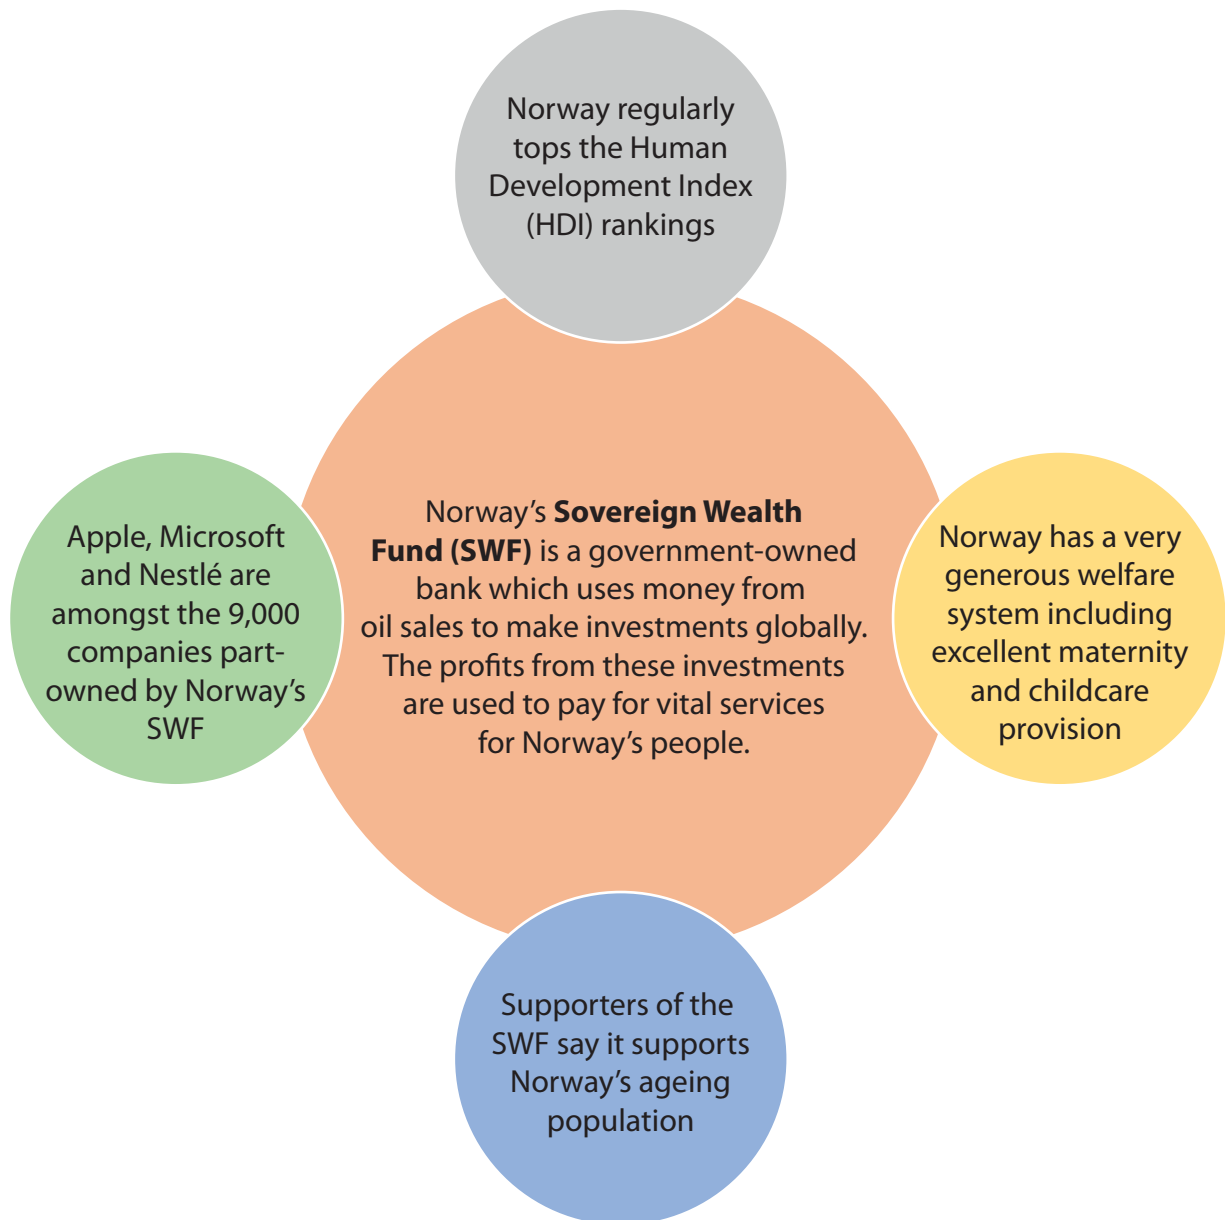 Norway regularly
tops the Human
Development Index
(HDI) rankings
Apple, Microsoft
and Nestlé are
amongst the 9,000
companies part-
owned by Norway’s
SWF
Norway’s Sovereign Wealth
Fund (SWF) is a government-owned
bank which uses money from
oil sales to make investments globally.
The profits from these investments
are used to pay for vital services
for Norway’s people.
Norway has a very
generous welfare
system including
excellent maternity
and childcare
provision
Supporters of the
SWF say it supports
Norway’s ageing
population